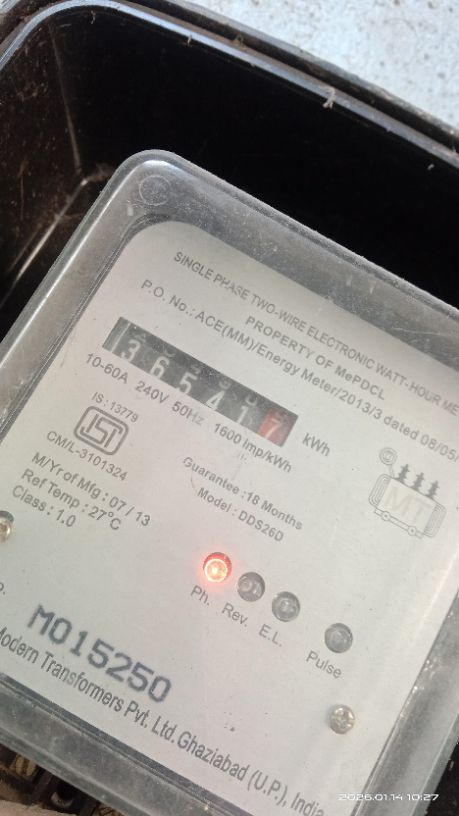 SINGLE PHASE TWO-WIRE ELECTRONIC WATT-HOUR ME
PROPERTY OF MePDCL
P.O. No.: ACE(MM)/Energy Meter/2013/3 dated 08/05/
1365417 kWh
10-60A 240V 50Hz 1600 Imp/kWh
IS : 13779
CM/L-3101324
Guarantee :18 Months
M/Yr of Mfg : 07 / 13
Model : DDS26D
Ref Temp : 27°C
Class : 1.0
MT
Ph. Rev. E.L. Pulse
M015250
Modern Transformers Pvt. Ltd. Ghaziabad (U.P.), India
2026.01.14 10:27